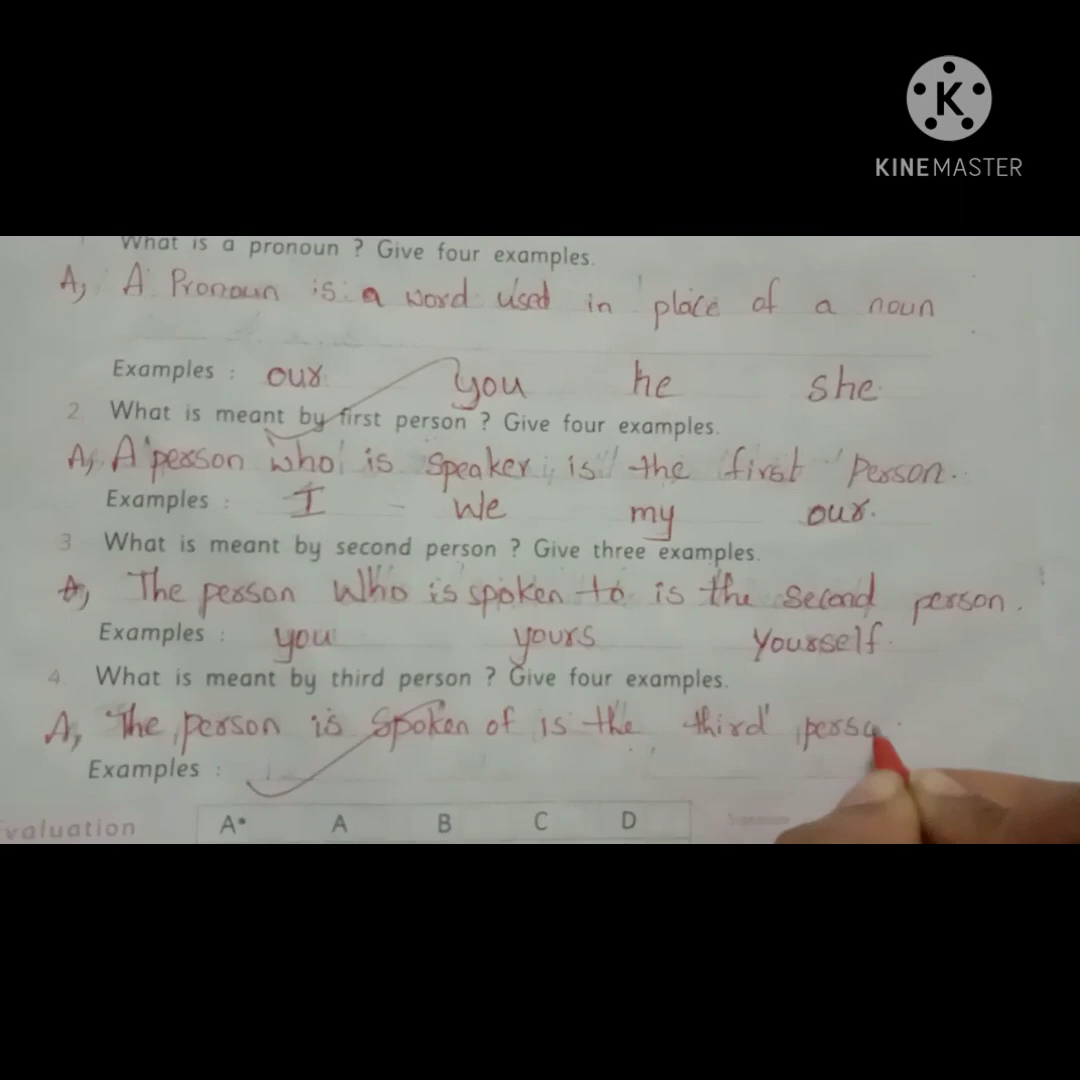 KINEMASTER
What is a pronoun ? Give four examples.
A, A Pronoun is a word used in place of a noun
Examples : our you he she
2. What is meant by first person ? Give four examples.
A, A person who is speaker is the first person.
Examples : I We my our.
3. What is meant by second person ? Give three examples.
A, The person Who is spoken to is the second person.
Examples : you yours Yourself.
4. What is meant by third person ? Give four examples.
A, The person is spoken of is the third perso
Examples :
valuation A* A B C D